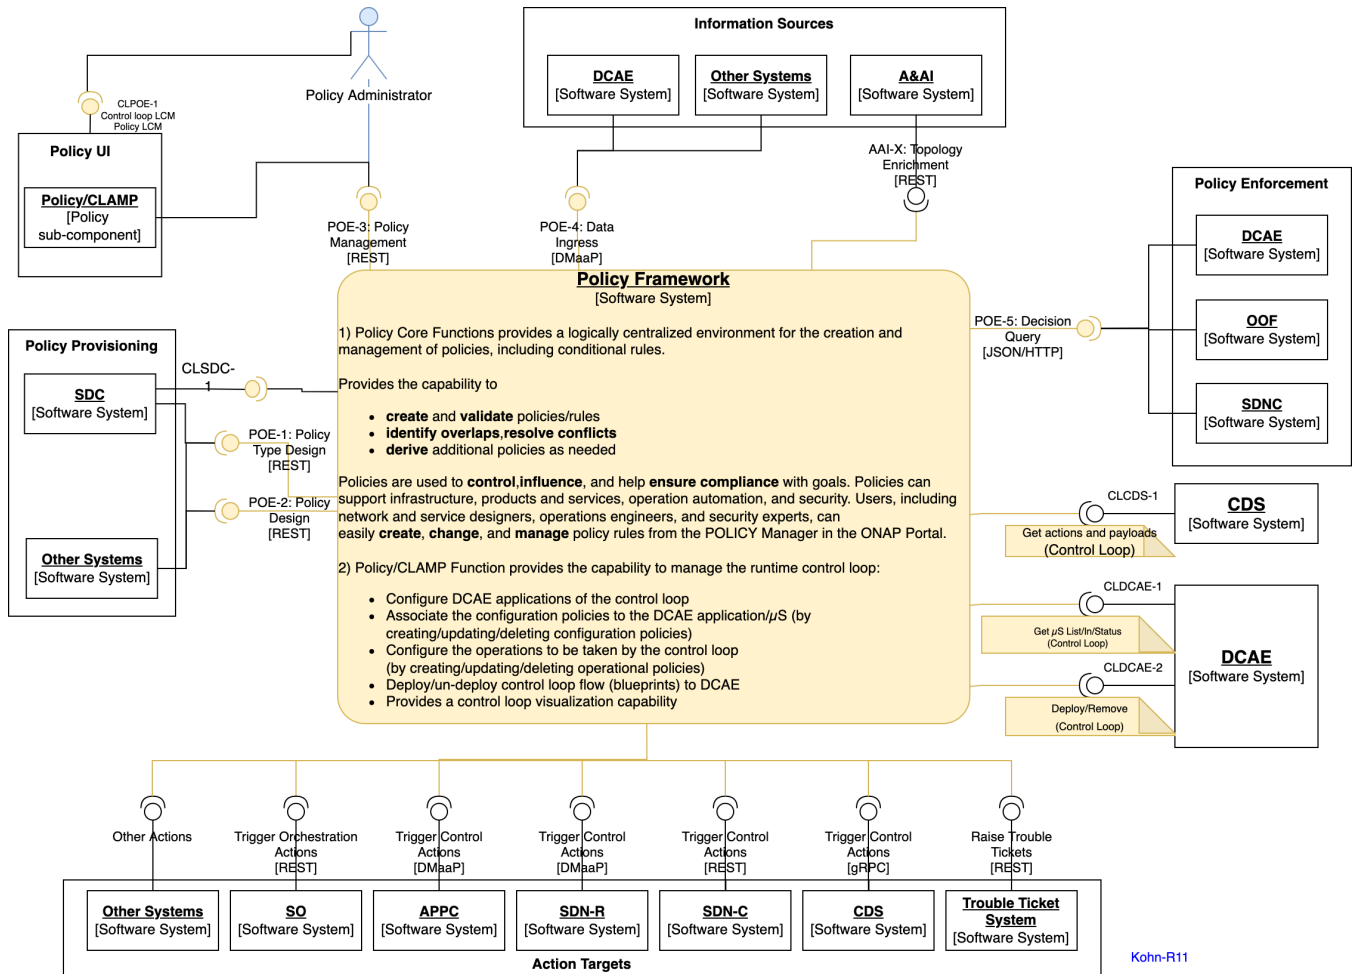 Information Sources
DCAE
[Software System]
Other Systems
[Software System]
A&AI
[Software System]
Policy Administrator
CLPOE-1
Control loop LCM
Policy LCM
Policy UI
Policy/CLAMP
[Policy
sub-component]
POE-3: Policy
Management
[REST]
POE-4: Data
Ingress
[DMaaP]
AAI-X: Topology
Enrichment
[REST]
Policy Enforcement
DCAE
[Software System]
OOF
[Software System]
SDNC
[Software System]
POE-5: Decision
Query
[JSON/HTTP]
Policy Provisioning
SDC
[Software System]
Other Systems
[Software System]
CLSDC-
1
POE-1: Policy
Type Design
[REST]
POE-2: Policy
Design
[REST]
Policy Framework
[Software System]
1) Policy Core Functions provides a logically centralized environment for the creation and
management of policies, including conditional rules.
Provides the capability to
• create and validate policies/rules
• identify overlaps,resolve conflicts
• derive additional policies as needed
Policies are used to control,influence, and help ensure compliance with goals. Policies can
support infrastructure, products and services, operation automation, and security. Users, including
network and service designers, operations engineers, and security experts, can
easily create, change, and manage policy rules from the POLICY Manager in the ONAP Portal.
2) Policy/CLAMP Function provides the capability to manage the runtime control loop:
• Configure DCAE applications of the control loop
• Associate the configuration policies to the DCAE application/µS (by
creating/updating/deleting configuration policies)
• Configure the operations to be taken by the control loop
(by creating/updating/deleting operational policies)
• Deploy/un-deploy control loop flow (blueprints) to DCAE
• Provides a control loop visualization capability
CLCDS-1
Get actions and payloads
(Control Loop)
CDS
[Software System]
CLDCAE-1
Get µS List/In/Status
(Control Loop)
CLDCAE-2
Deploy/Remove
(Control Loop)
DCAE
[Software System]
Other Actions
Trigger Orchestration
Actions
[REST]
Trigger Control
Actions
[DMaaP]
Trigger Control
Actions
[DMaaP]
Trigger Control
Actions
[REST]
Trigger Control
Actions
[gRPC]
Raise Trouble
Tickets
[REST]
Other Systems
[Software System]
SO
[Software System]
APPC
[Software System]
SDN-R
[Software System]
SDN-C
[Software System]
CDS
[Software System]
Trouble Ticket
System
[Software System]
Action Targets
Kohn-R11